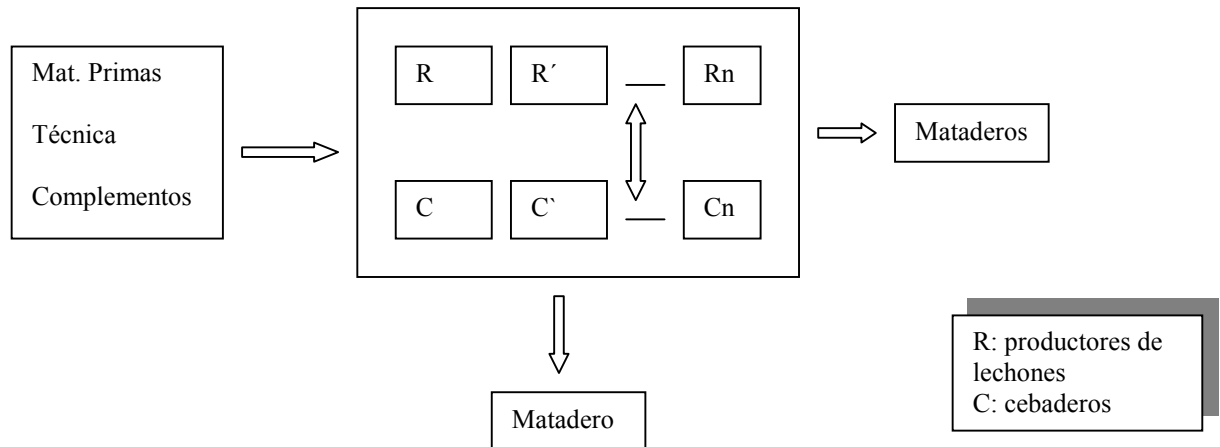 Mat. Primas
Técnica
Complementos
R
R´
Rn
C
C`
Cn
Mataderos
Matadero
R: productores de
lechones
C: cebaderos